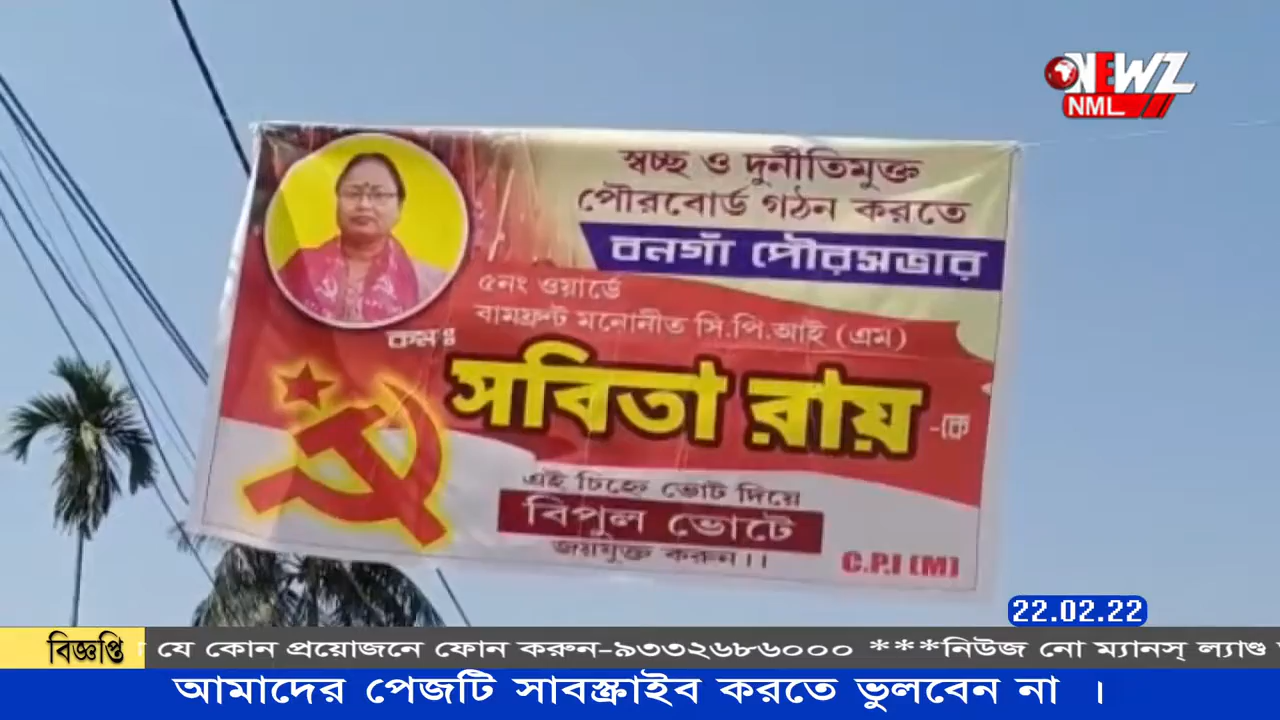 NEWZ
NML
স্বচ্ছ ও দুর্নীতিমুক্ত
পৌরবোর্ড গঠন করতে
বনগাঁ পৌরসভার
৫নং ওয়ার্ডে
বামফ্রন্ট মনোনীত সি.পি.আই (এম)
কমঃ
সবিতা রায় -কে
এই চিহ্নে ভোট দিয়ে
বিপুল ভোটে
জয়যুক্ত করুন।।
C.P.I (M)
22.02.22
বিজ্ঞপ্তি
যে কোন প্রয়োজনে ফোন করুন-৯৩৩২৬৮৬০০০ ***নিউজ নো ম্যানস্ ল্যাণ্ড
আমাদের পেজটি সাবস্ক্রাইব করতে ভুলবেন না ।